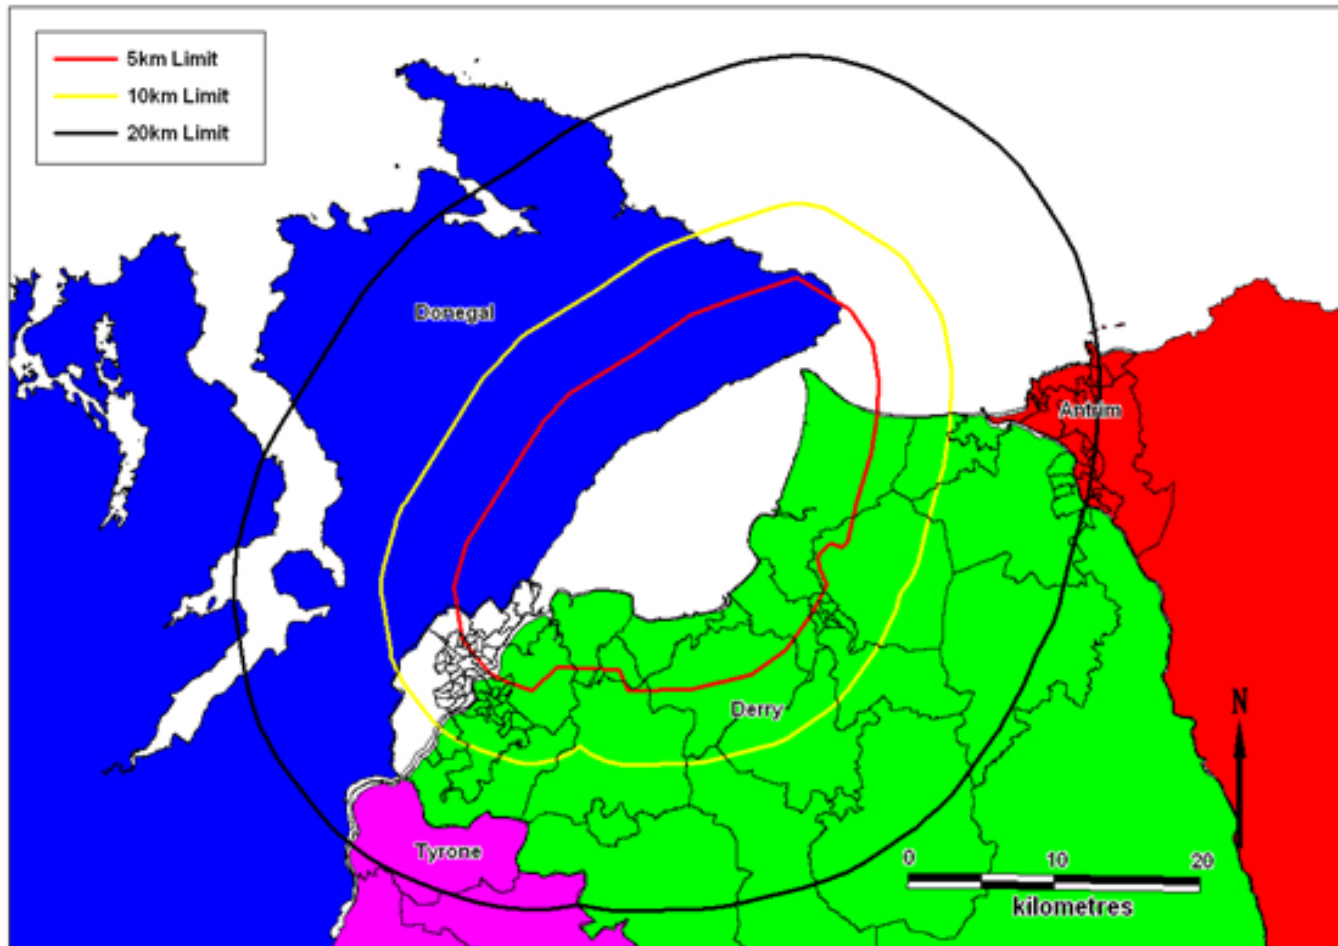 5km Limit
10km Limit
20km Limit
Donegal
Antrim
Derry
N
Tyrone
0 10 20
kilometres